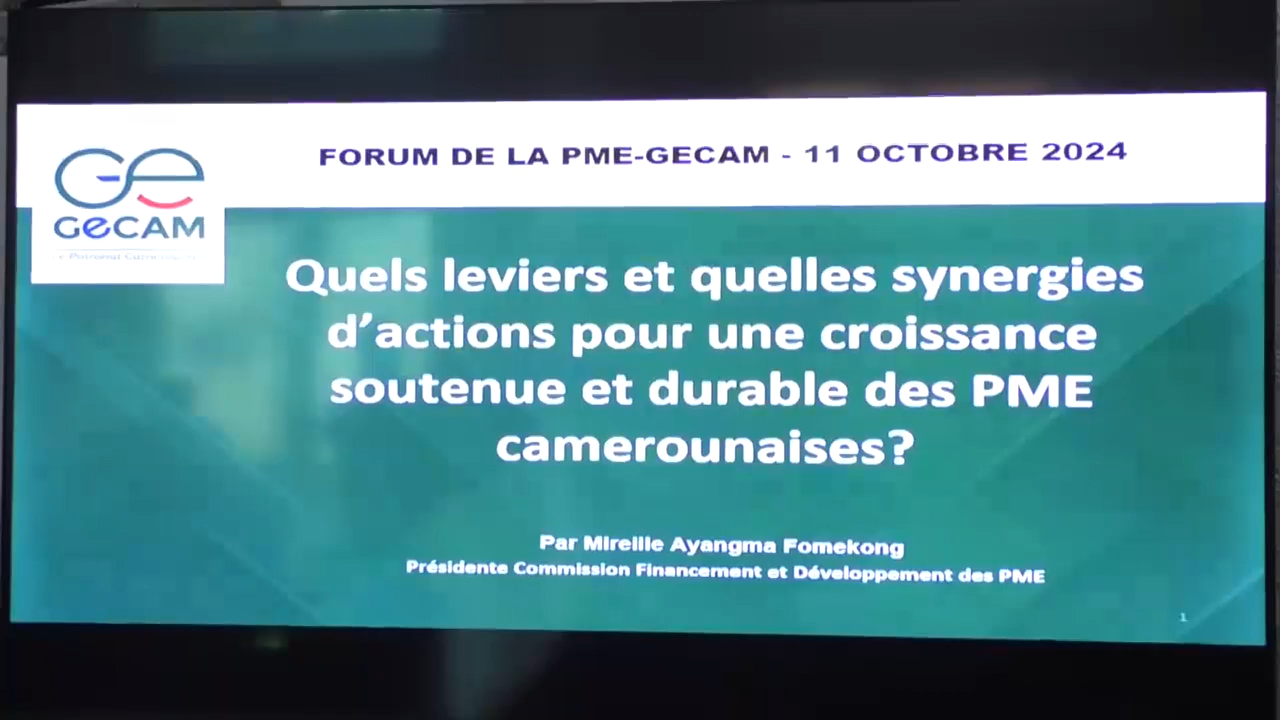 FORUM DE LA PME-GECAM - 11 OCTOBRE 2024
GECAM
Quels leviers et quelles synergies
d’actions pour une croissance
soutenue et durable des PME
camerounaises?
Par Mireille Ayangma Fomekong
Présidente Commission Financement et Développement des PME
1